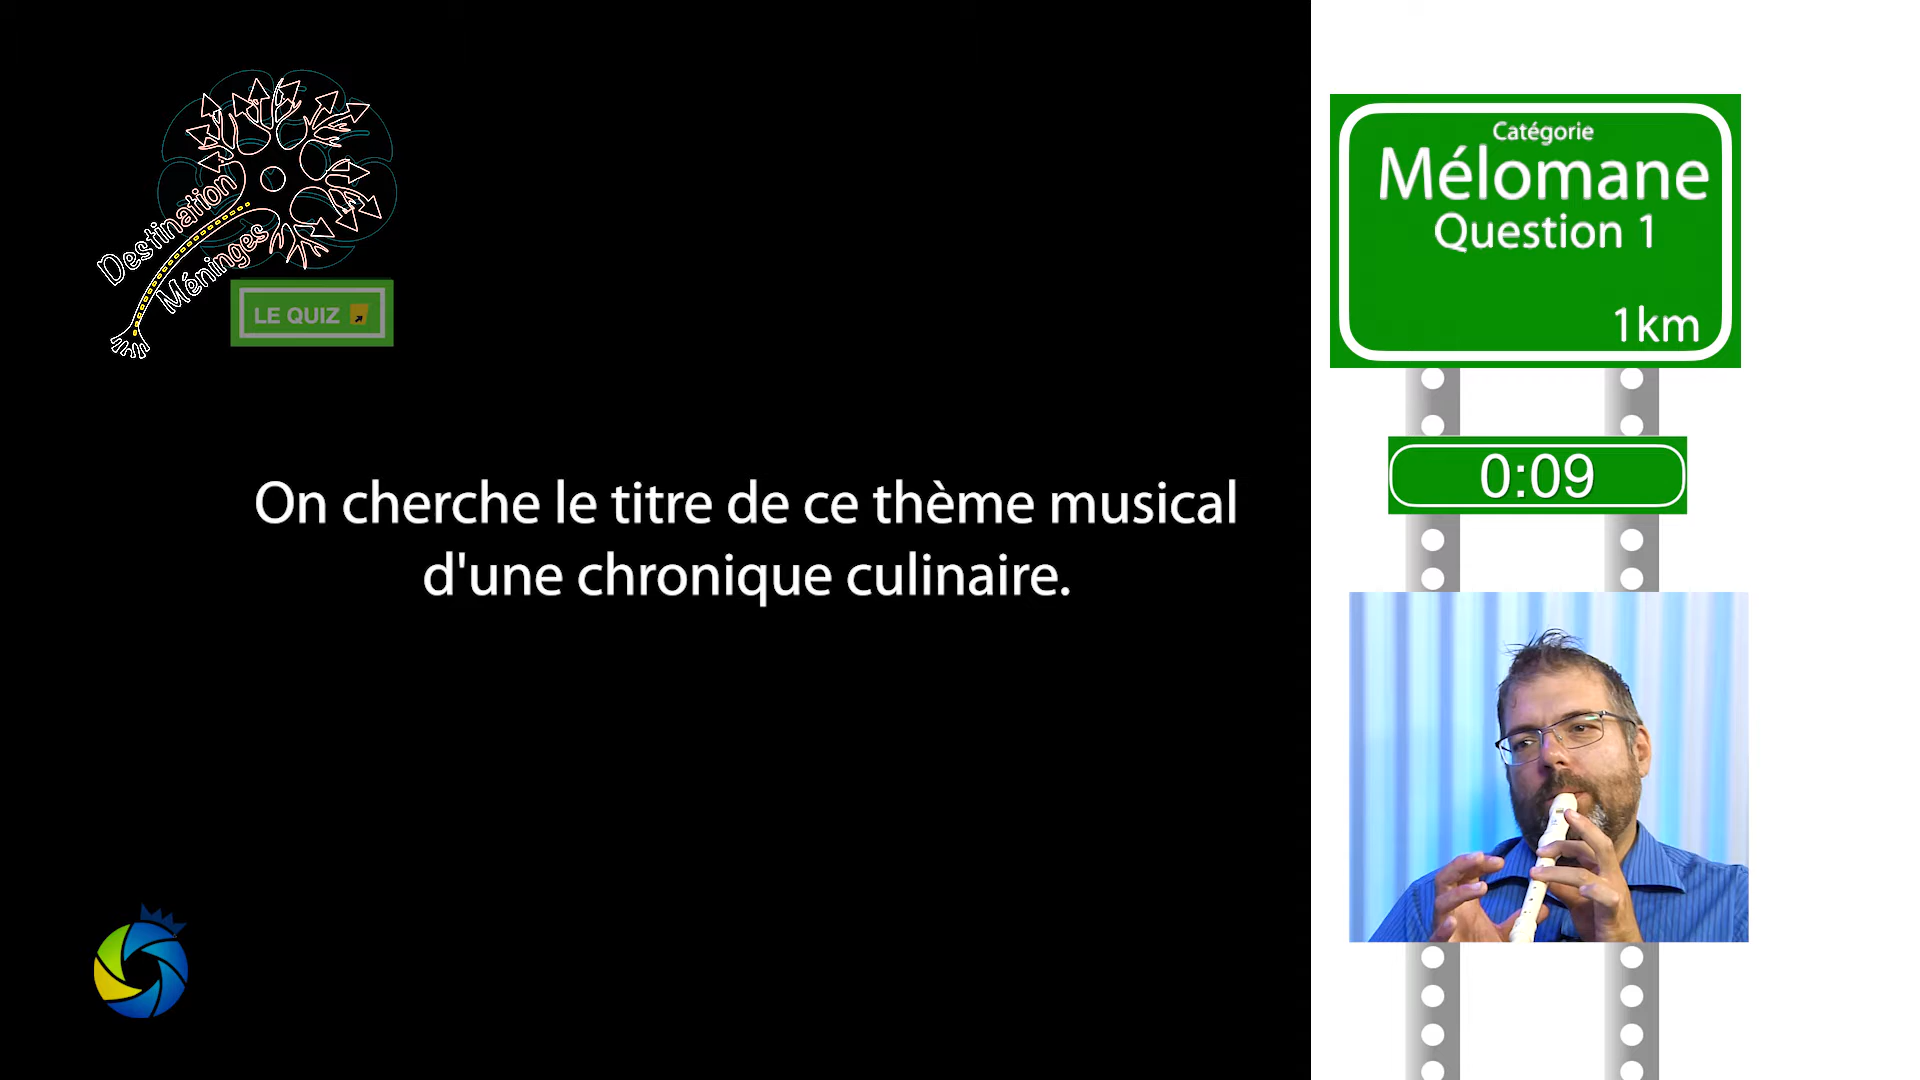 Destination
Méninges
LE QUIZ
On cherche le titre de ce thème musical
d'une chronique culinaire.
Catégorie
Mélomane
Question 1
1km
0:09